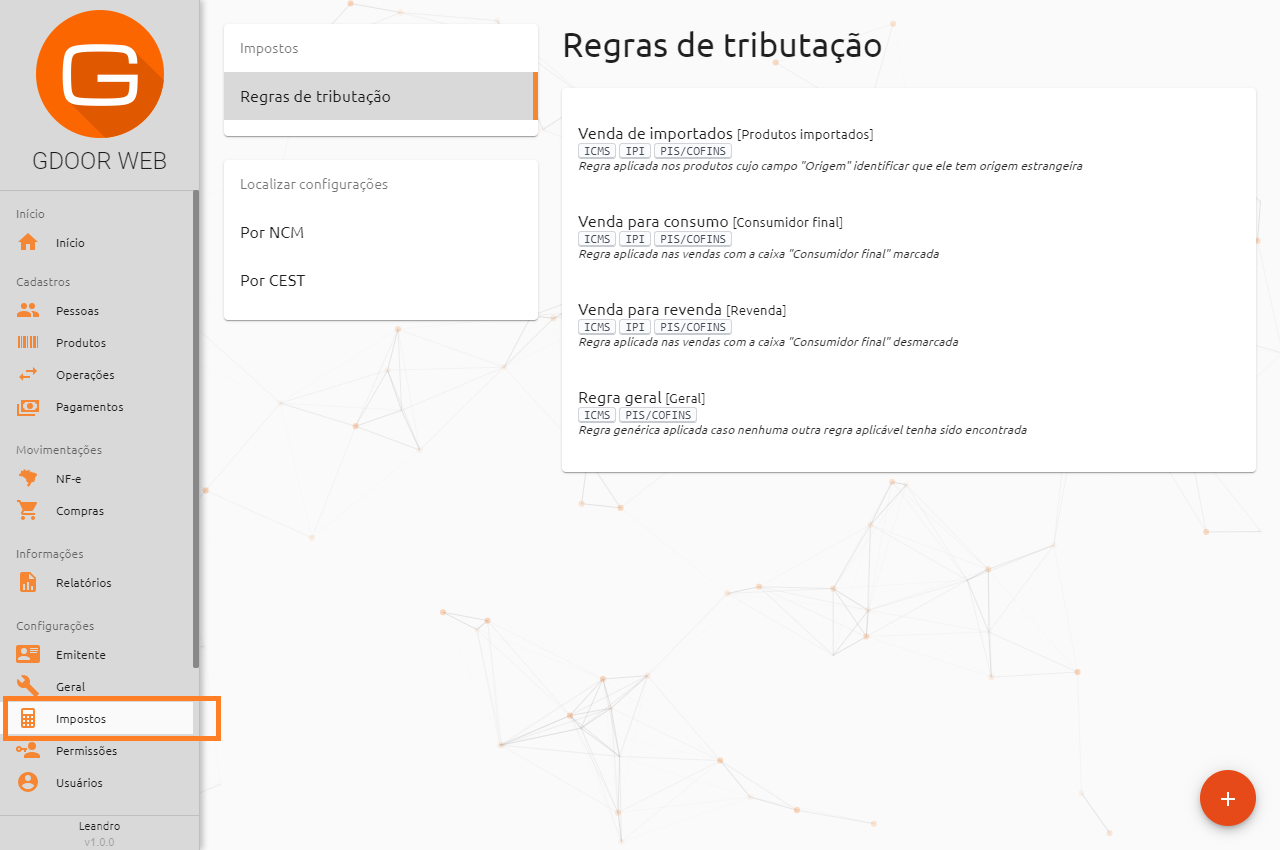 G
GDOOR WEB
Início
Início
Cadastros
Pessoas
Produtos
Operações
Pagamentos
Movimentações
NF-e
Compras
Informações
Relatórios
Configurações
Emitente
Geral
Impostos
Permissões
Usuários
Leandro
v1.0.0
Impostos
Regras de tributação
Localizar configurações
Por NCM
Por CEST
Regras de tributação
Venda de importados [Produtos importados]
ICMS IPI PIS/COFINS
Regra aplicada nos produtos cujo campo "Origem" identificar que ele tem origem estrangeira
Venda para consumo [Consumidor final]
ICMS IPI PIS/COFINS
Regra aplicada nas vendas com a caixa "Consumidor final" marcada
Venda para revenda [Revenda]
ICMS IPI PIS/COFINS
Regra aplicada nas vendas com a caixa "Consumidor final" desmarcada
Regra geral [Geral]
ICMS PIS/COFINS
Regra genérica aplicada caso nenhuma outra regra aplicável tenha sido encontrada
+